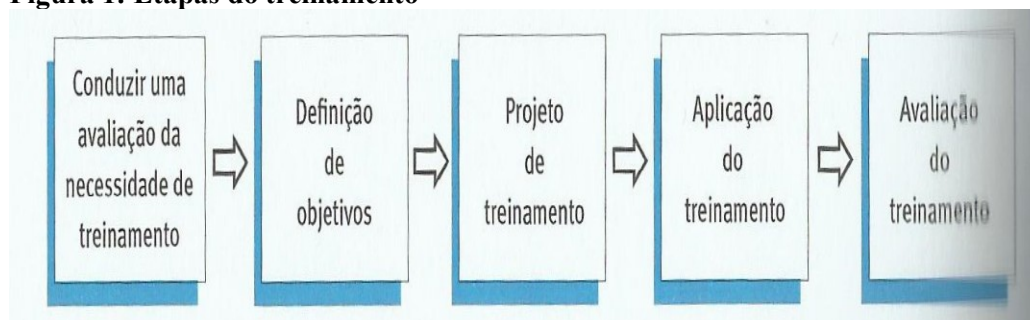 Figura 1: Etapas do treinamento
Conduzir uma
avaliação da
necessidade de
treinamento
Definição
de
objetivos
Projeto
de
treinamento
Aplicação
do
treinamento
Avaliação
do
treinamento